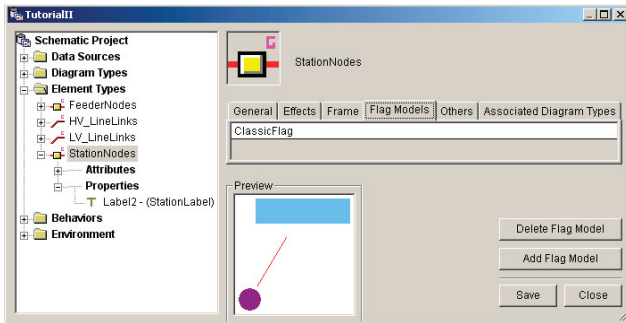 TutorialII
Schematic Project
Data Sources
Diagram Types
Element Types
FeederNodes
HV_LineLinks
LV_LineLinks
StationNodes
Attributes
Properties
Label2 - (StationLabel)
Behaviors
Environment
G
StationNodes
General Effects Frame Flag Models Others Associated Diagram Types
ClassicFlag
Preview
Delete Flag Model
Add Flag Model
Save Close